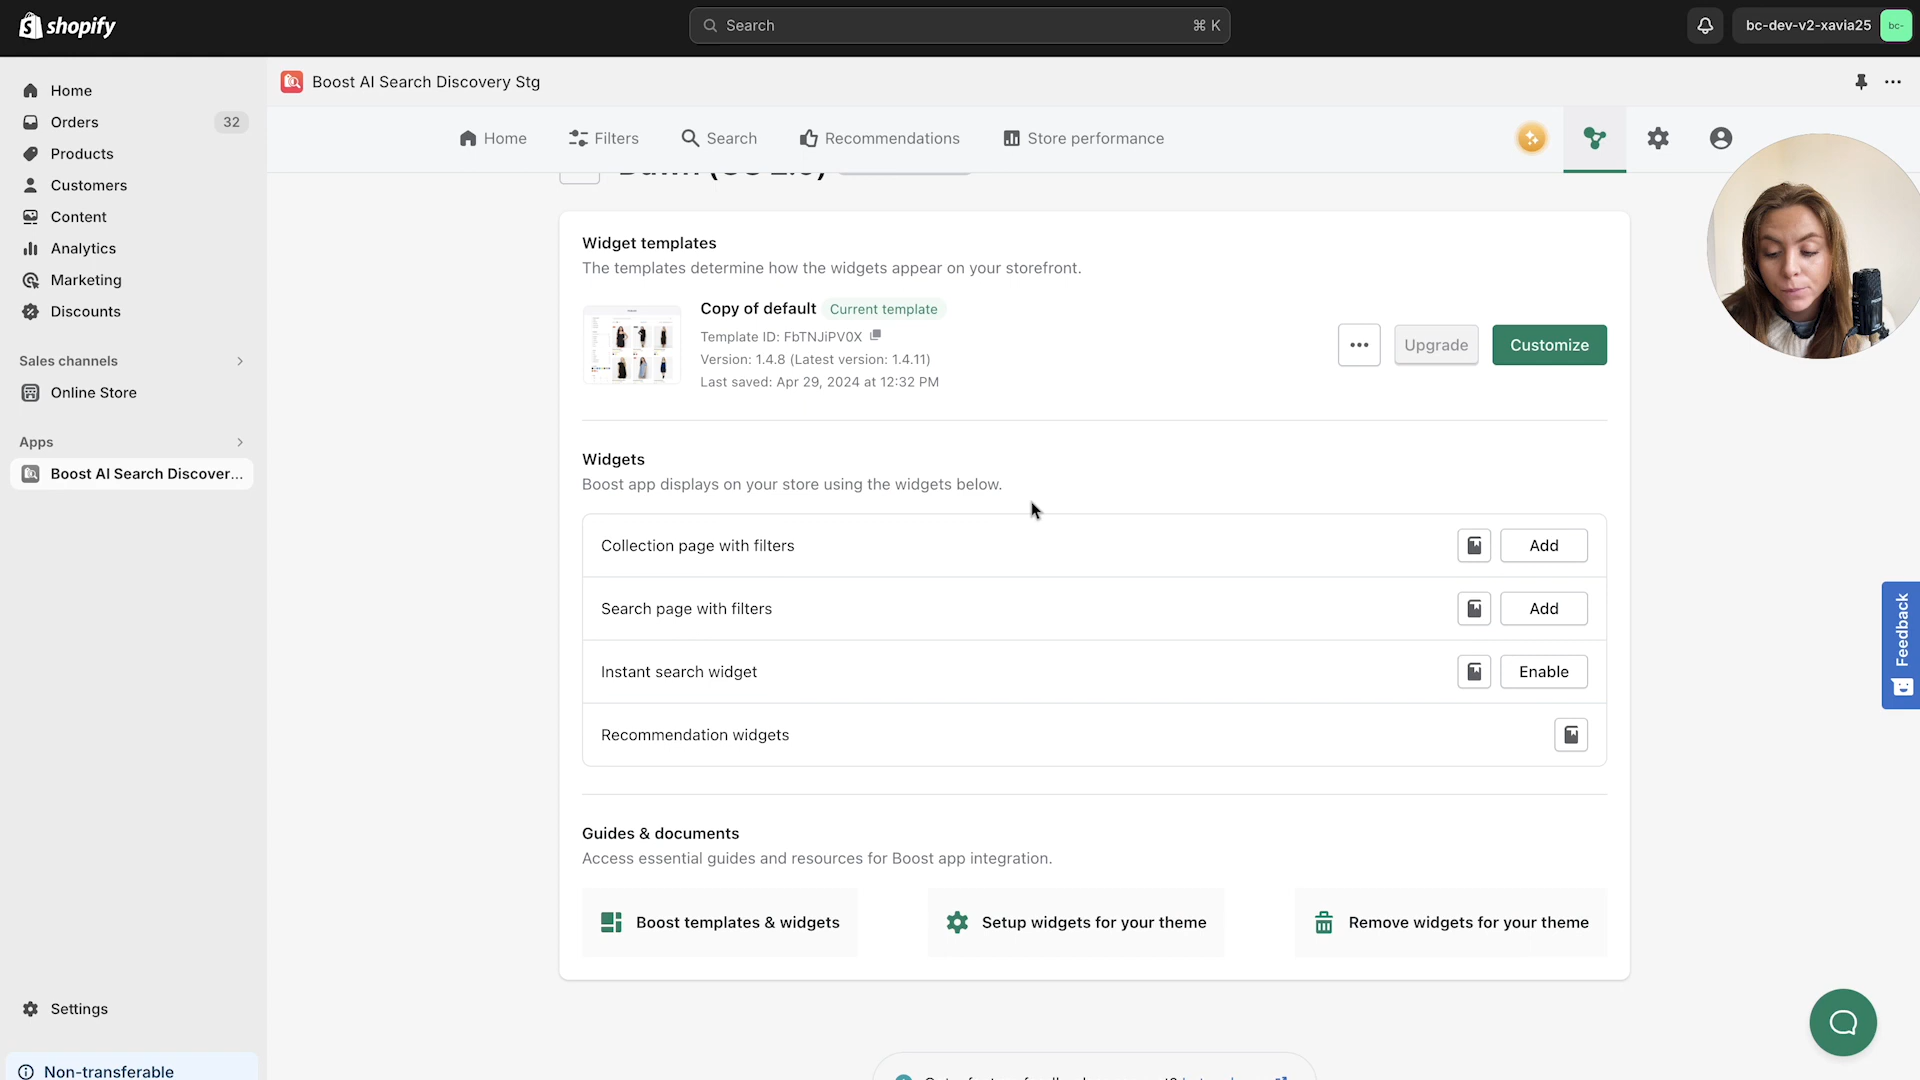 shopify
Search
⌘ K
bc-dev-v2-xavia25
bc-
Home
Orders
32
Products
Customers
Content
Analytics
Marketing
Discounts
Sales channels
Online Store
Apps
Boost AI Search Discover...
Settings
Non-transferable
Boost AI Search Discovery Stg
Home
Filters
Search
Recommendations
Store performance
Widget templates
The templates determine how the widgets appear on your storefront.
Copy of default
Current template
Template ID: FbTNJiPV0X
Version: 1.4.8 (Latest version: 1.4.11)
Last saved: Apr 29, 2024 at 12:32 PM
Upgrade
Customize
Widgets
Boost app displays on your store using the widgets below.
Collection page with filters
Add
Search page with filters
Add
Instant search widget
Enable
Recommendation widgets
Guides & documents
Access essential guides and resources for Boost app integration.
Boost templates & widgets
Setup widgets for your theme
Remove widgets for your theme
Feedback